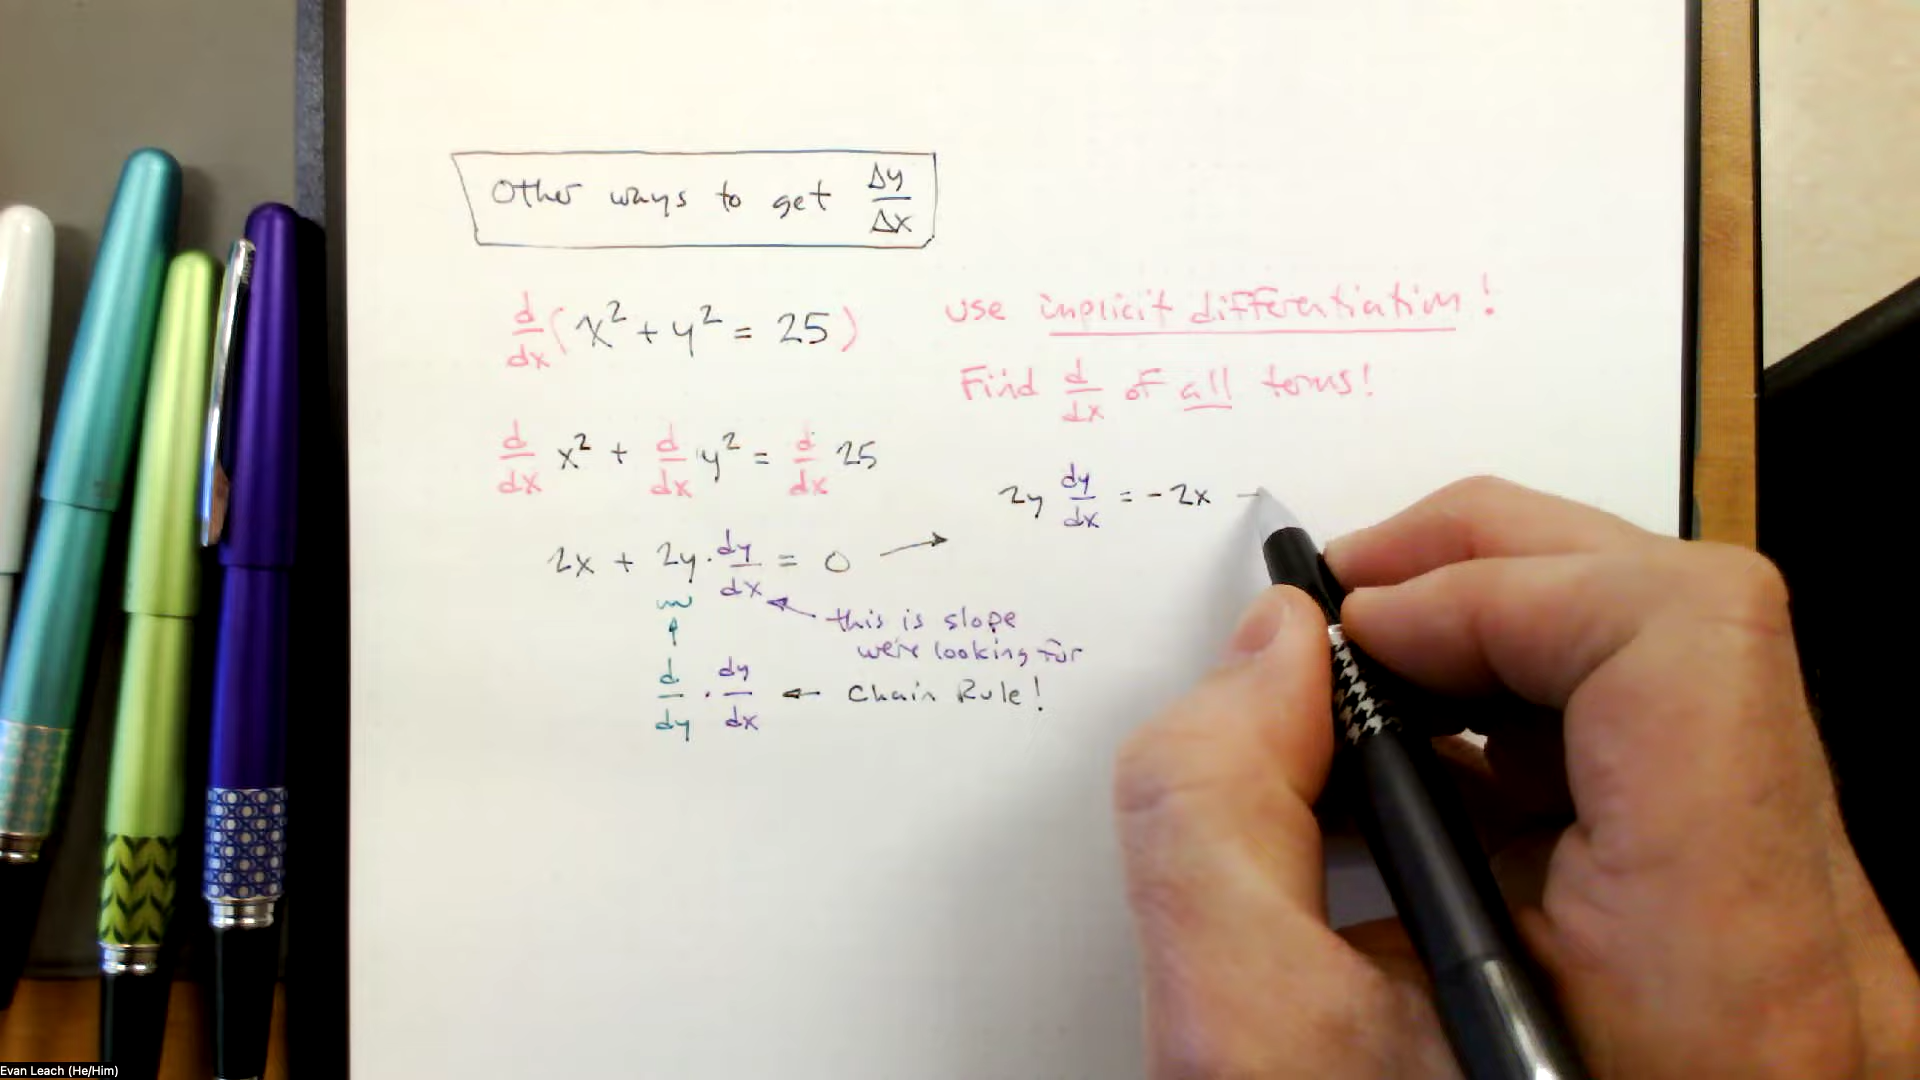 Other ways to get Δy/Δx
d/dx (x² + y² = 25)
use implicit differentiation!
Find d/dx of all terms!
d/dx x² + d/dx y² = d/dx 25
2y dy/dx = -2x
2x + 2y · dy/dx = 0 →
this is slope
we're looking for
d/dy · dy/dx ← Chain Rule!
Evan Leach (He/Him)